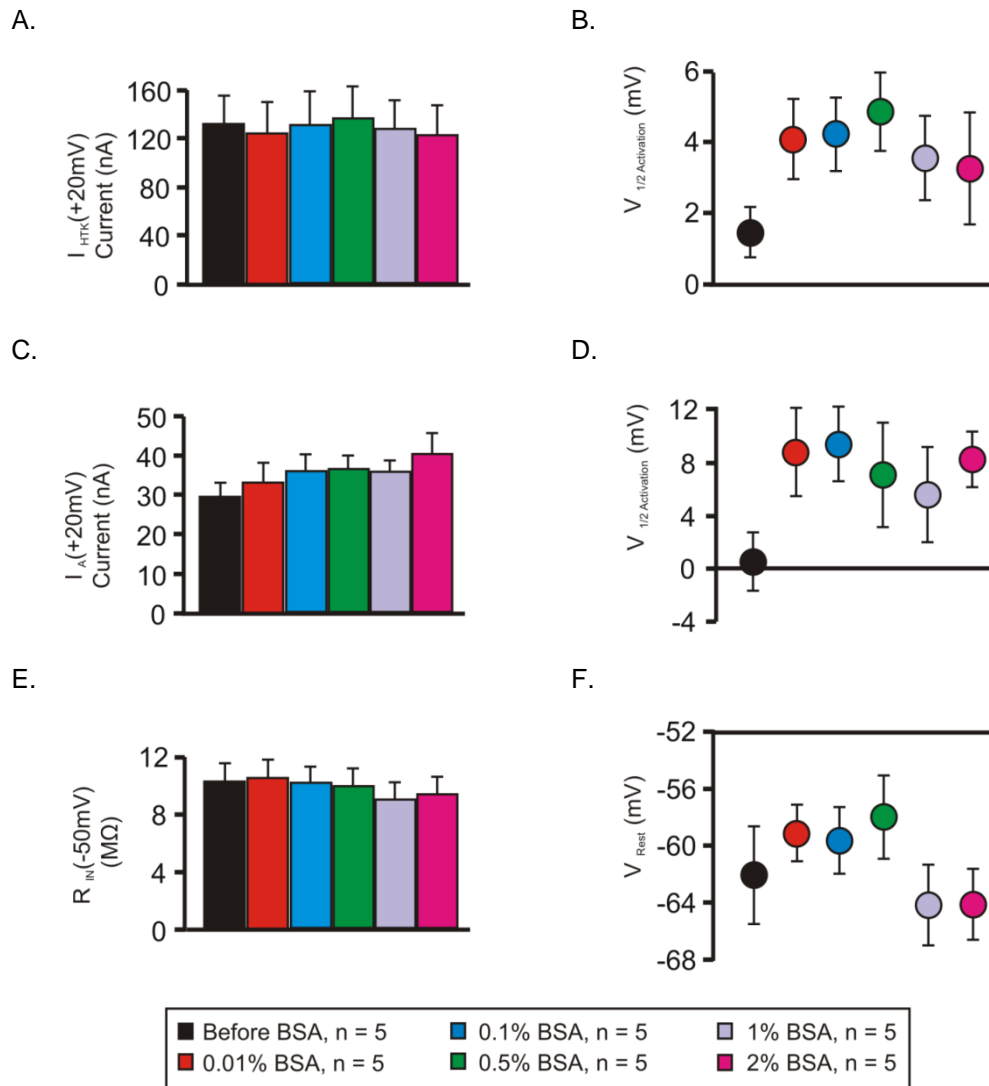 A.
B.
I HTK (+20mV)
Current (nA)
160
120
80
40
0
V 1/2 Activation (mV)
6
4
2
0
C.
D.
I A (+20mV)
Current (nA)
50
40
30
20
10
0
V 1/2 Activation (mV)
12
8
4
0
-4
E.
F.
R IN (-50mV)
(MΩ)
12
8
4
0
V Rest (mV)
-52
-56
-60
-64
-68
Before BSA, n = 5
0.1% BSA, n = 5
1% BSA, n = 5
0.01% BSA, n = 5
0.5% BSA, n = 5
2% BSA, n = 5